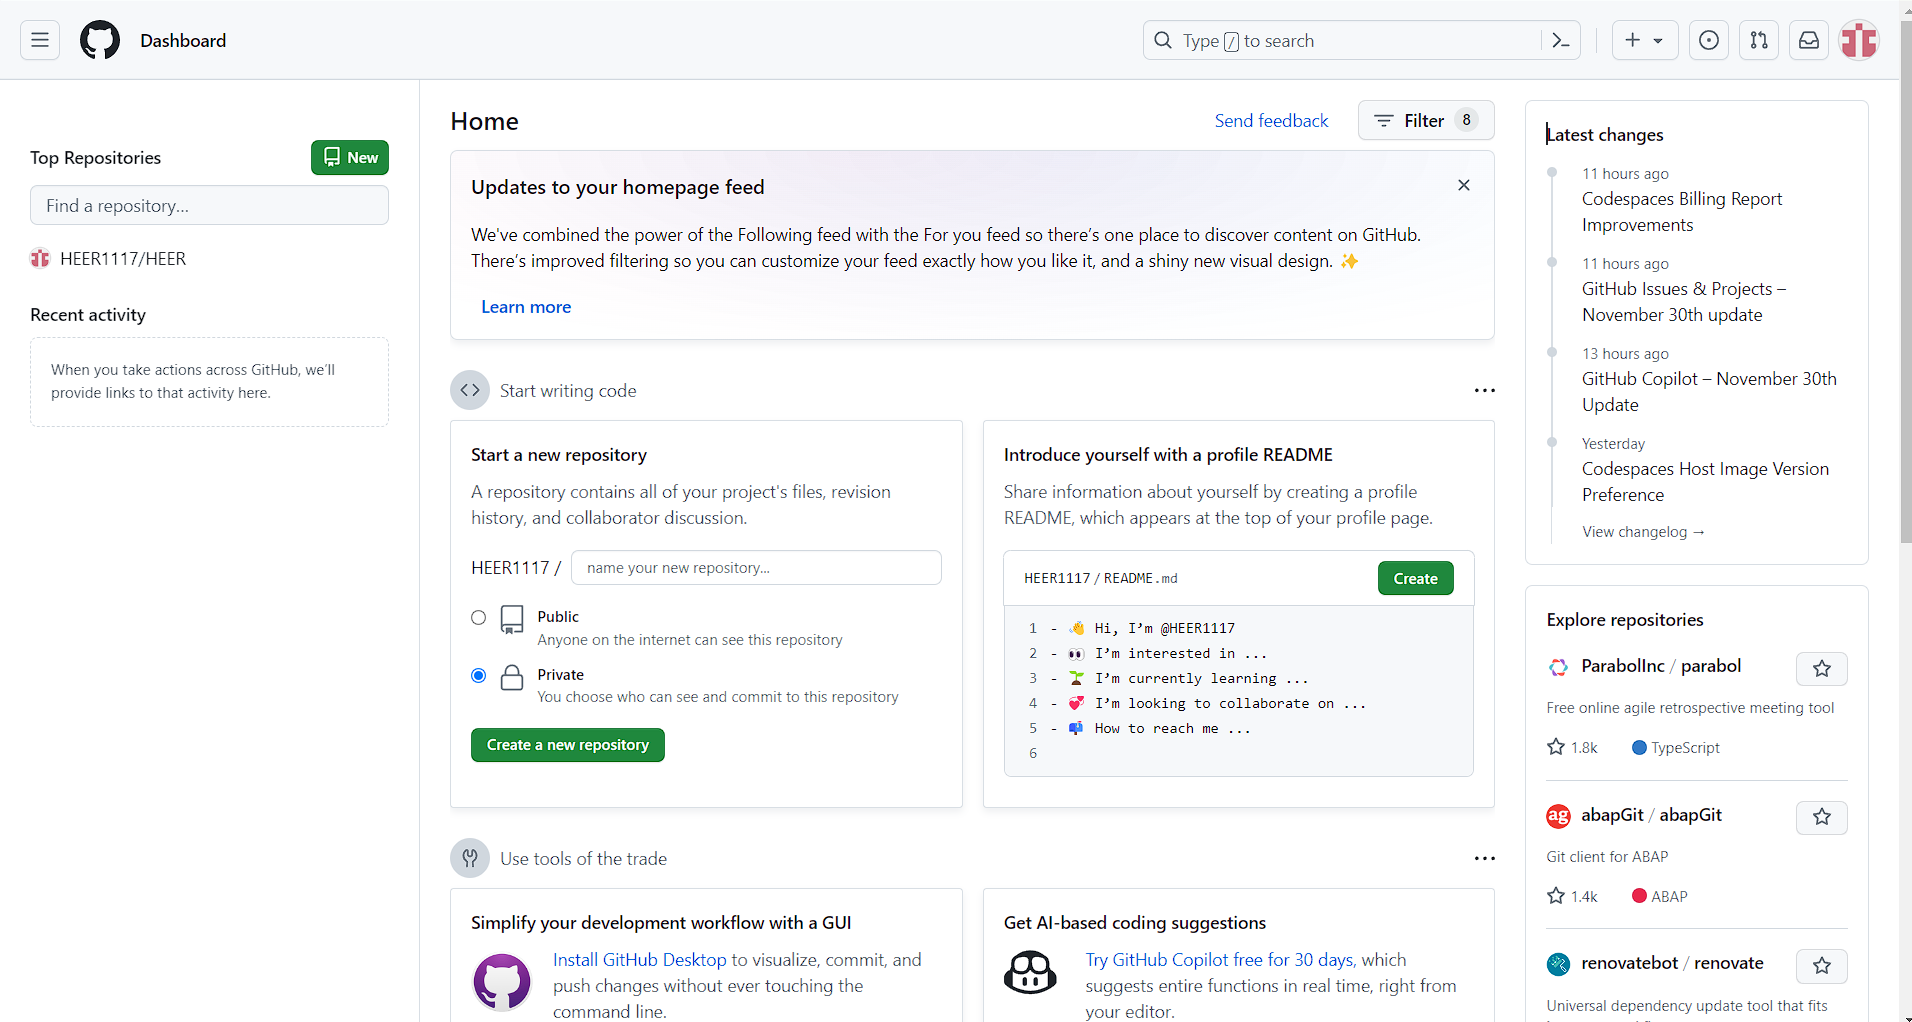 Dashboard
Type / to search
Top Repositories
New
Find a repository...
HEER1117/HEER
Recent activity
When you take actions across GitHub, we'll
provide links to that activity here.
Home
Send feedback
Filter 8
Updates to your homepage feed
We've combined the power of the Following feed with the For you feed so there's one place to discover content on GitHub.
There's improved filtering so you can customize your feed exactly how you like it, and a shiny new visual design. ✨
Learn more
Start writing code
Start a new repository
A repository contains all of your project's files, revision
history, and collaborator discussion.
HEER1117 / name your new repository...
Public
Anyone on the internet can see this repository
Private
You choose who can see and commit to this repository
Create a new repository
Introduce yourself with a profile README
Share information about yourself by creating a profile
README, which appears at the top of your profile page.
HEER1117 / README.md
Create
1 - 👋 Hi, I’m @HEER1117
2 - 👀 I’m interested in ...
3 - 🌱 I’m currently learning ...
4 - 💞️ I’m looking to collaborate on ...
5 - 📫 How to reach me ...
6
Use tools of the trade
Simplify your development workflow with a GUI
Install GitHub Desktop to visualize, commit, and
push changes without ever touching the
command line.
Get AI-based coding suggestions
Try GitHub Copilot free for 30 days, which
suggests entire functions in real time, right from
your editor.
Latest changes
11 hours ago
Codespaces Billing Report
Improvements
11 hours ago
GitHub Issues & Projects –
November 30th update
13 hours ago
GitHub Copilot – November 30th
Update
Yesterday
Codespaces Host Image Version
Preference
View changelog →
Explore repositories
ParabolInc / parabol
Free online agile retrospective meeting tool
1.8k TypeScript
ag abapGit / abapGit
Git client for ABAP
1.4k ABAP
renovatebot / renovate
Universal dependency update tool that fits